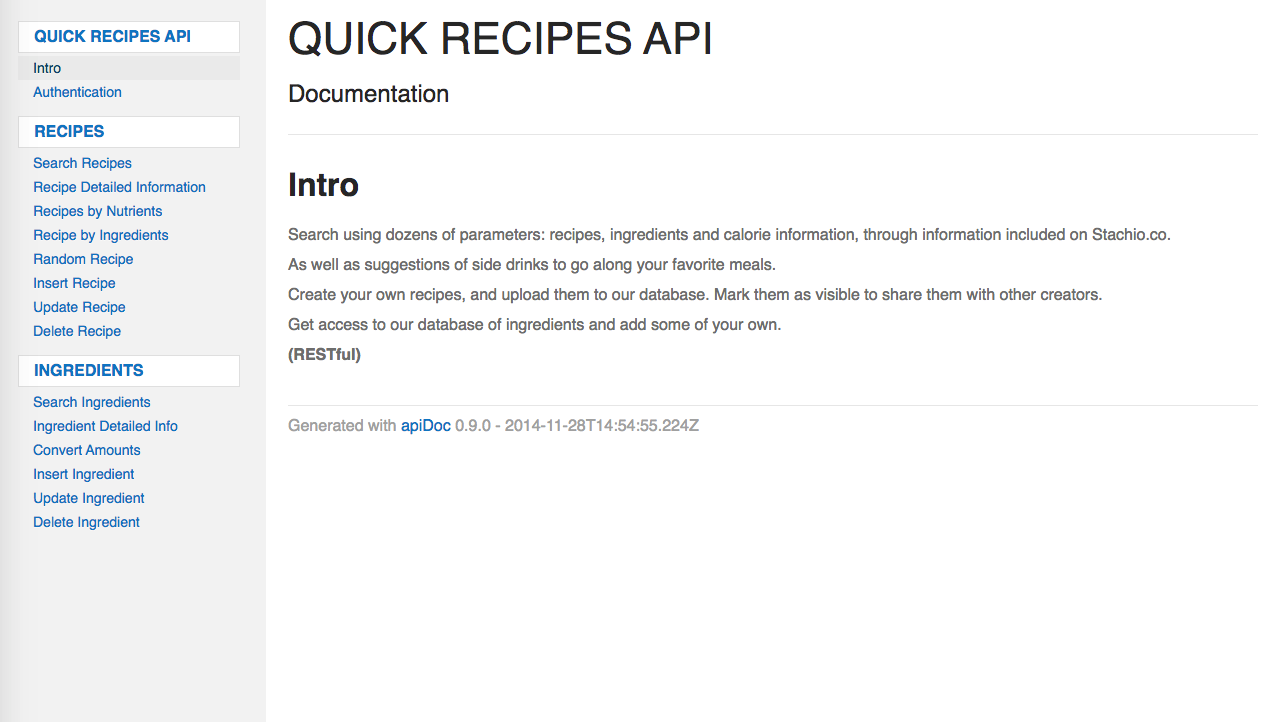 QUICK RECIPES API
Intro
Authentication
RECIPES
Search Recipes
Recipe Detailed Information
Recipes by Nutrients
Recipe by Ingredients
Random Recipe
Insert Recipe
Update Recipe
Delete Recipe
INGREDIENTS
Search Ingredients
Ingredient Detailed Info
Convert Amounts
Insert Ingredient
Update Ingredient
Delete Ingredient
QUICK RECIPES API
Documentation
Intro
Search using dozens of parameters: recipes, ingredients and calorie information, through information included on Stachio.co.
As well as suggestions of side drinks to go along your favorite meals.
Create your own recipes, and upload them to our database. Mark them as visible to share them with other creators.
Get access to our database of ingredients and add some of your own.
(RESTful)
Generated with apiDoc 0.9.0 - 2014-11-28T14:54:55.224Z